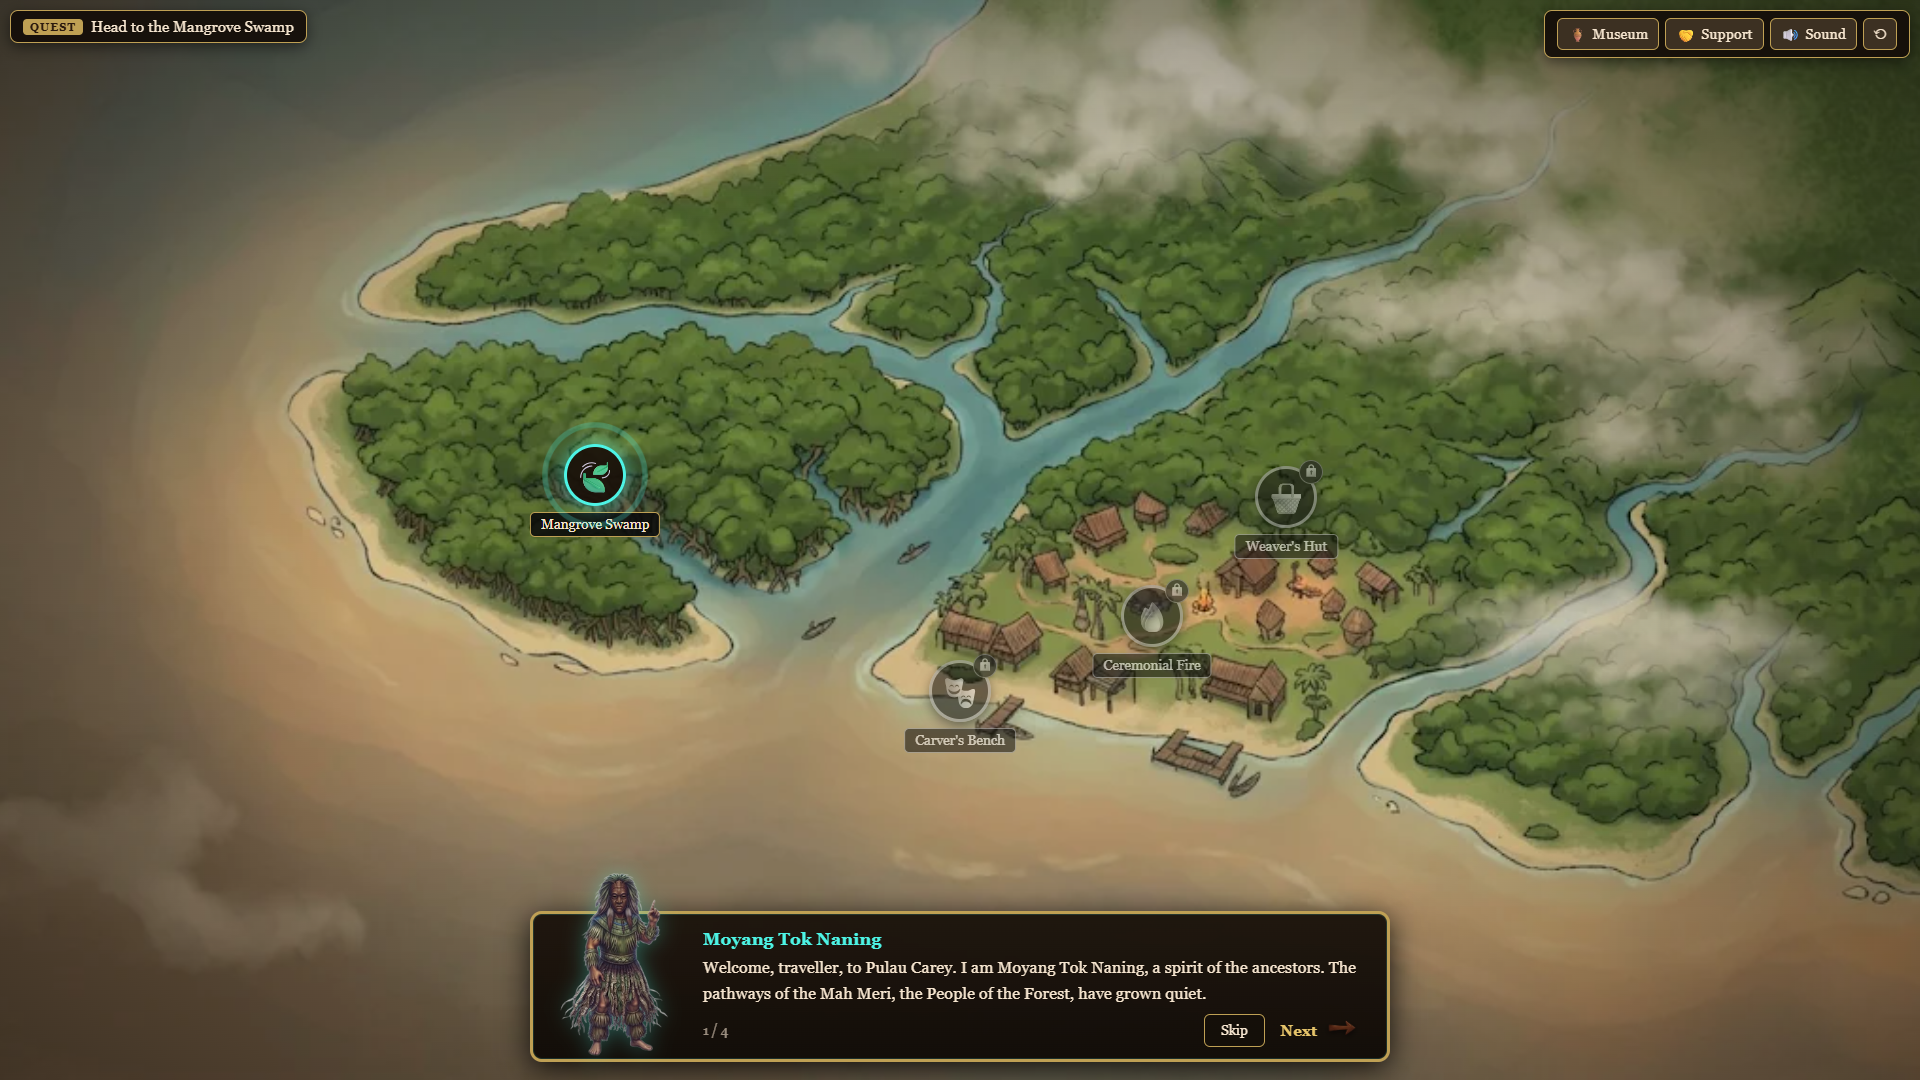 QUEST Head to the Mangrove Swamp
Museum
Support
Sound
Mangrove Swamp
Weaver's Hut
Ceremonial Fire
Carver's Bench
Moyang Tok Naning
Welcome, traveller, to Pulau Carey. I am Moyang Tok Naning, a spirit of the ancestors. The
pathways of the Mah Meri, the People of the Forest, have grown quiet.
1 / 4
Skip
Next